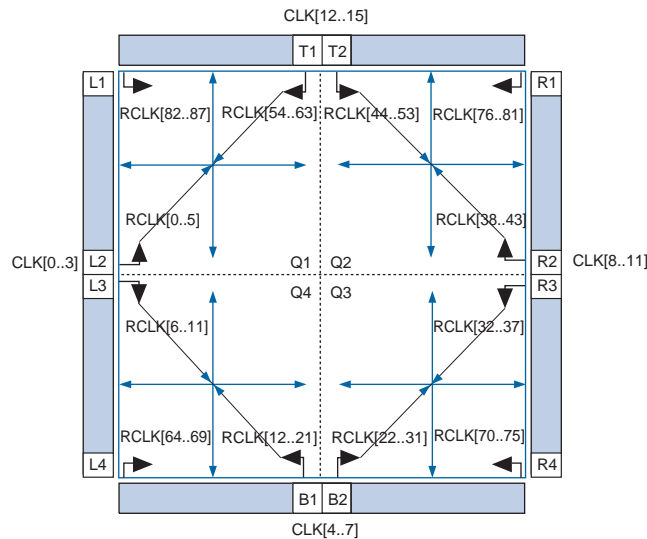 CLK[12..15]
T1 T2
L1 R1
RCLK[82..87] RCLK[54..63] RCLK[44..53] RCLK[76..81]
RCLK[0..5] RCLK[38..43]
CLK[0..3] L2 Q1 Q2 R2 CLK[8..11]
L3 Q4 Q3 R3
RCLK[6..11] RCLK[32..37]
RCLK[64..69] RCLK[12..21] RCLK[22..31] RCLK[70..75]
L4 R4
B1 B2
CLK[4..7]